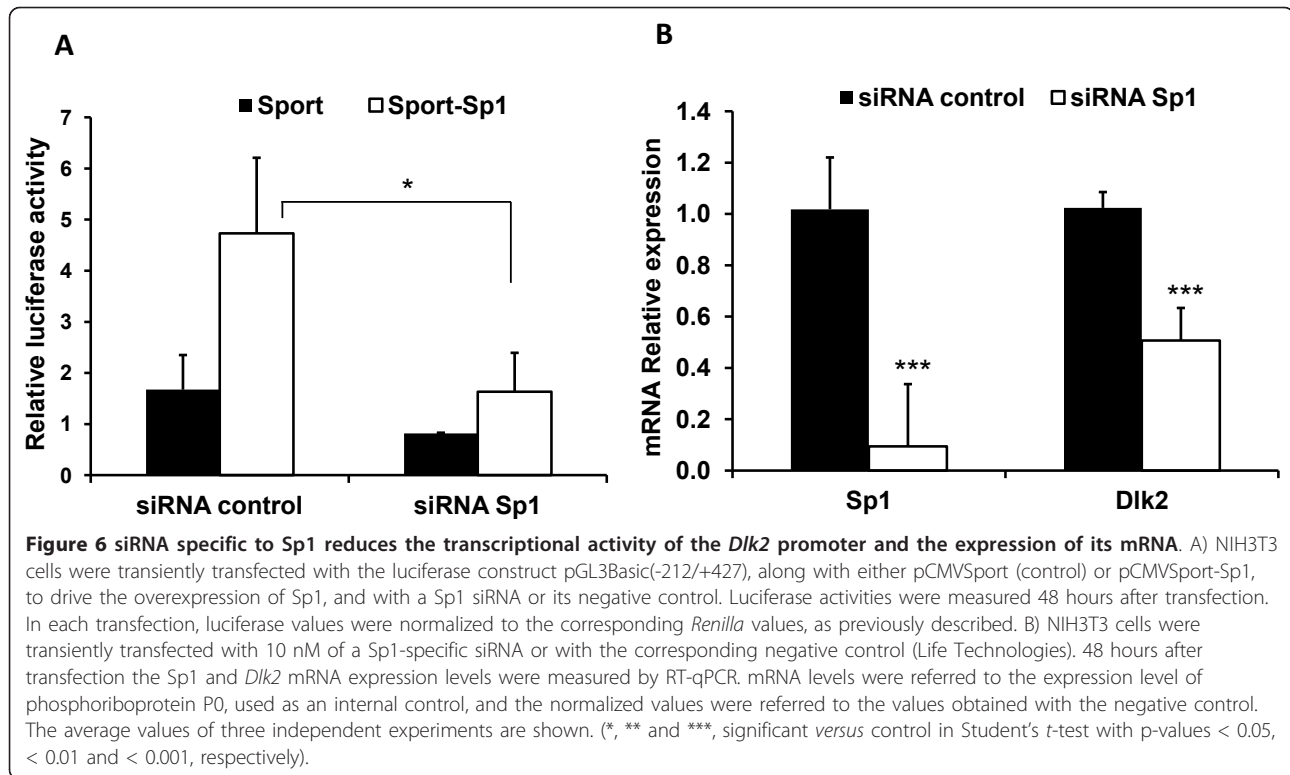 A
B
Sport Sport-Sp1
siRNA control siRNA Sp1
Relative luciferase activity
7
6
5
4
3
2
1
0
*
siRNA control siRNA Sp1
mRNA Relative expression
1.4
1.2
1.0
0.8
0.6
0.4
0.2
0.0
***
***
Sp1 Dlk2
Figure 6 siRNA specific to Sp1 reduces the transcriptional activity of the Dlk2 promoter and the expression of its mRNA. A) NIH3T3
cells were transiently transfected with the luciferase construct pGL3Basic(-212/+427), along with either pCMVSport (control) or pCMVSport-Sp1,
to drive the overexpression of Sp1, and with a Sp1 siRNA or its negative control. Luciferase activities were measured 48 hours after transfection.
In each transfection, luciferase values were normalized to the corresponding Renilla values, as previously described. B) NIH3T3 cells were
transiently transfected with 10 nM of a Sp1-specific siRNA or with the corresponding negative control (Life Technologies). 48 hours after
transfection the Sp1 and Dlk2 mRNA expression levels were measured by RT-qPCR. mRNA levels were referred to the expression level of
phosphoriboprotein P0, used as an internal control, and the normalized values were referred to the values obtained with the negative control.
The average values of three independent experiments are shown. (*, ** and ***, significant versus control in Student's t-test with p-values < 0.05,
< 0.01 and < 0.001, respectively).